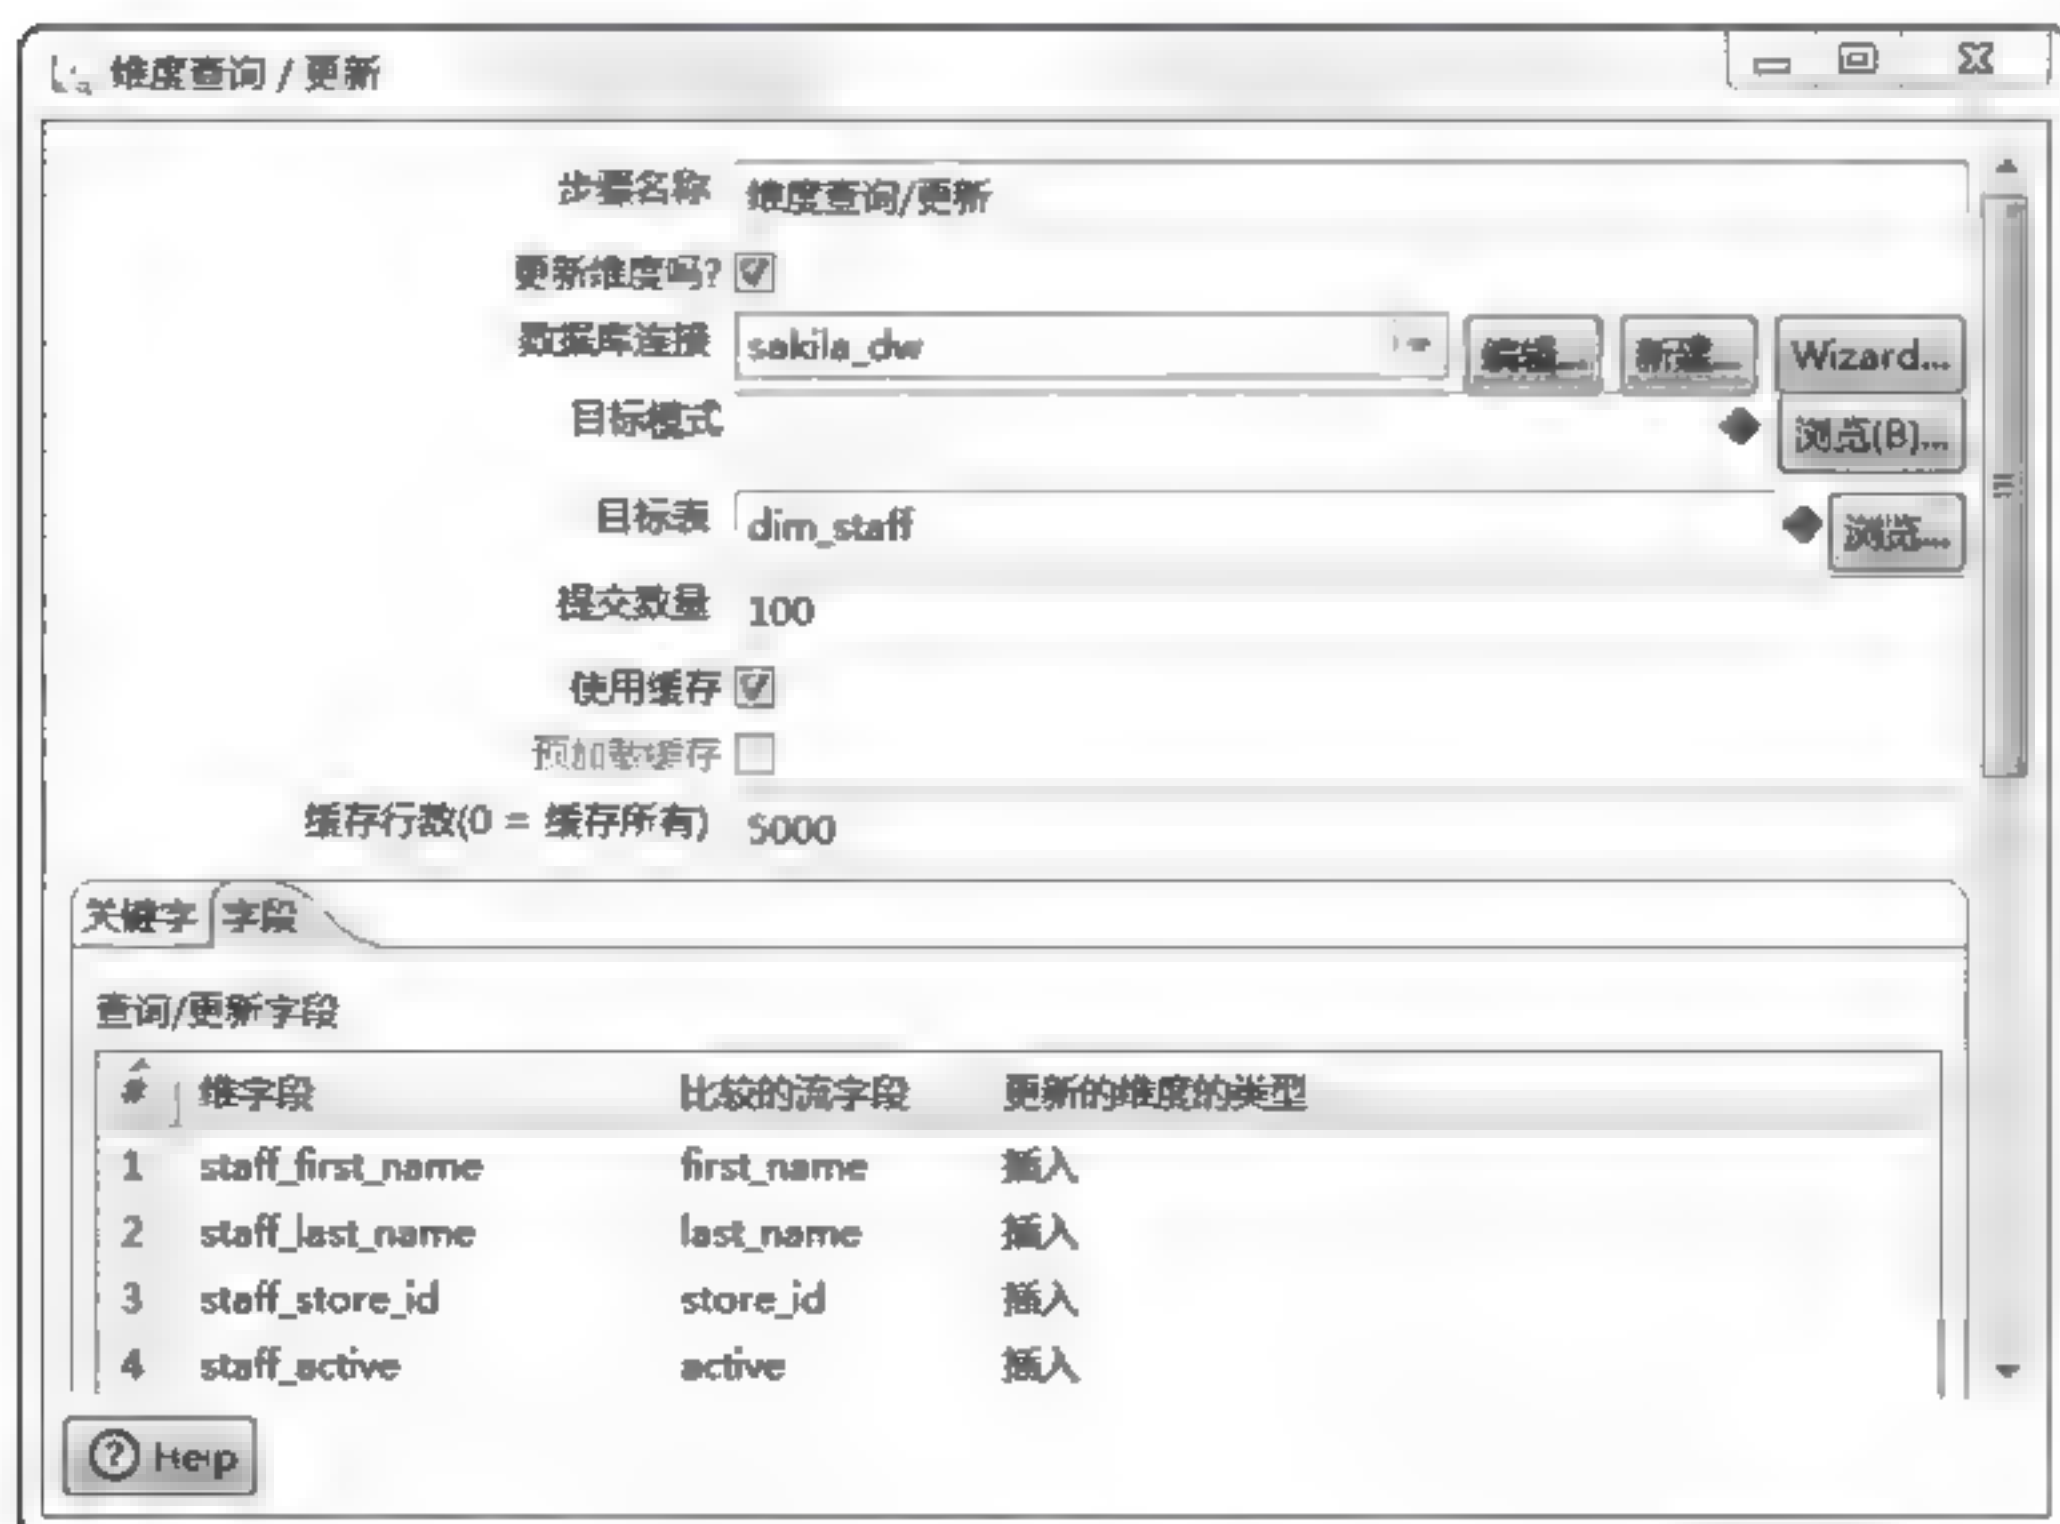 维度查询 / 更新
步骤名称 维度查询/更新
更新维度吗?
数据库连接 sakila_dw 编辑... 新建... Wizard...
目标模式 浏览(B)...
目标表 dim_staff 浏览...
提交数量 100
使用缓存
预加载缓存
缓存行数(0 = 缓存所有) 5000
关键字 字段
查询/更新字段
# 维字段 比较的流字段 更新的维度的类型
1 staff_first_name first_name 插入
2 staff_last_name last_name 插入
3 staff_store_id store_id 插入
4 staff_active active 插入
Help